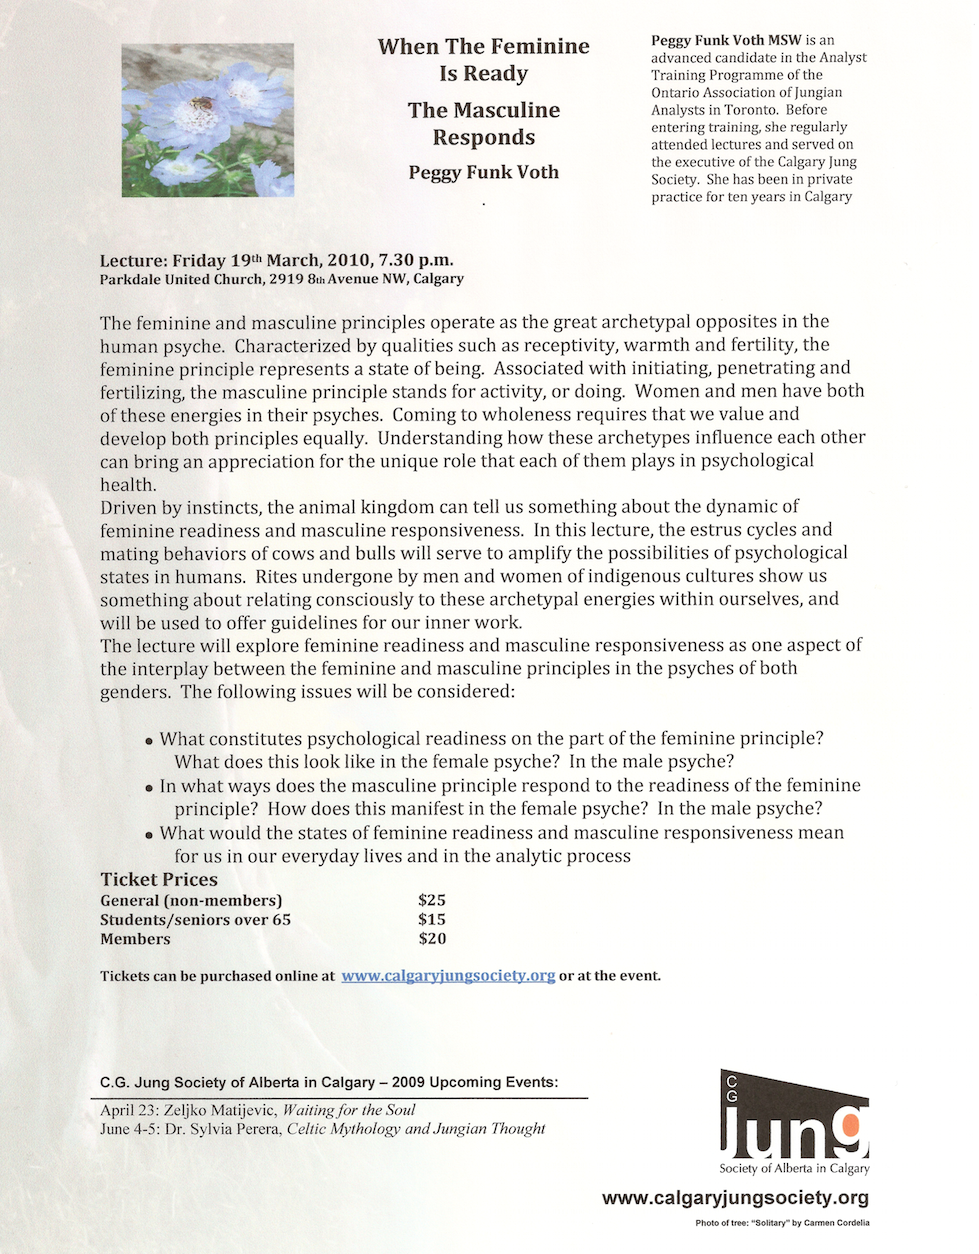 When The Feminine
Is Ready
The Masculine
Responds
Peggy Funk Voth
.
Peggy Funk Voth MSW is an
advanced candidate in the Analyst
Training Programme of the
Ontario Association of Jungian
Analysts in Toronto.  Before
entering training, she regularly
attended lectures and served on
the executive of the Calgary Jung
Society.  She has been in private
practice for ten years in Calgary
Lecture: Friday 19th March, 2010, 7.30 p.m.
Parkdale United Church, 2919 8th Avenue NW, Calgary
The feminine and masculine principles operate as the great archetypal opposites in the
human psyche.  Characterized by qualities such as receptivity, warmth and fertility, the
feminine principle represents a state of being.  Associated with initiating, penetrating and
fertilizing, the masculine principle stands for activity, or doing.  Women and men have both
of these energies in their psyches.  Coming to wholeness requires that we value and
develop both principles equally.  Understanding how these archetypes influence each other
can bring an appreciation for the unique role that each of them plays in psychological
health.
Driven by instincts, the animal kingdom can tell us something about the dynamic of
feminine readiness and masculine responsiveness.  In this lecture, the estrus cycles and
mating behaviors of cows and bulls will serve to amplify the possibilities of psychological
states in humans.  Rites undergone by men and women of indigenous cultures show us
something about relating consciously to these archetypal energies within ourselves, and
will be used to offer guidelines for our inner work.
The lecture will explore feminine readiness and masculine responsiveness as one aspect of
the interplay between the feminine and masculine principles in the psyches of both
genders.  The following issues will be considered:
• What constitutes psychological readiness on the part of the feminine principle?
What does this look like in the female psyche?  In the male psyche?
• In what ways does the masculine principle respond to the readiness of the feminine
principle?  How does this manifest in the female psyche?  In the male psyche?
• What would the states of feminine readiness and masculine responsiveness mean
for us in our everyday lives and in the analytic process
Ticket Prices
General (non-members) $25
Students/seniors over 65 $15
Members $20
Tickets can be purchased online at www.calgaryjungsociety.org or at the event.
C.G. Jung Society of Alberta in Calgary – 2009 Upcoming Events:
April 23: Zeljko Matijevic, Waiting for the Soul
June 4-5: Dr. Sylvia Perera, Celtic Mythology and Jungian Thought
C
G
Jung
Society of Alberta in Calgary
www.calgaryjungsociety.org
Photo of tree: "Solitary" by Carmen Cordelia